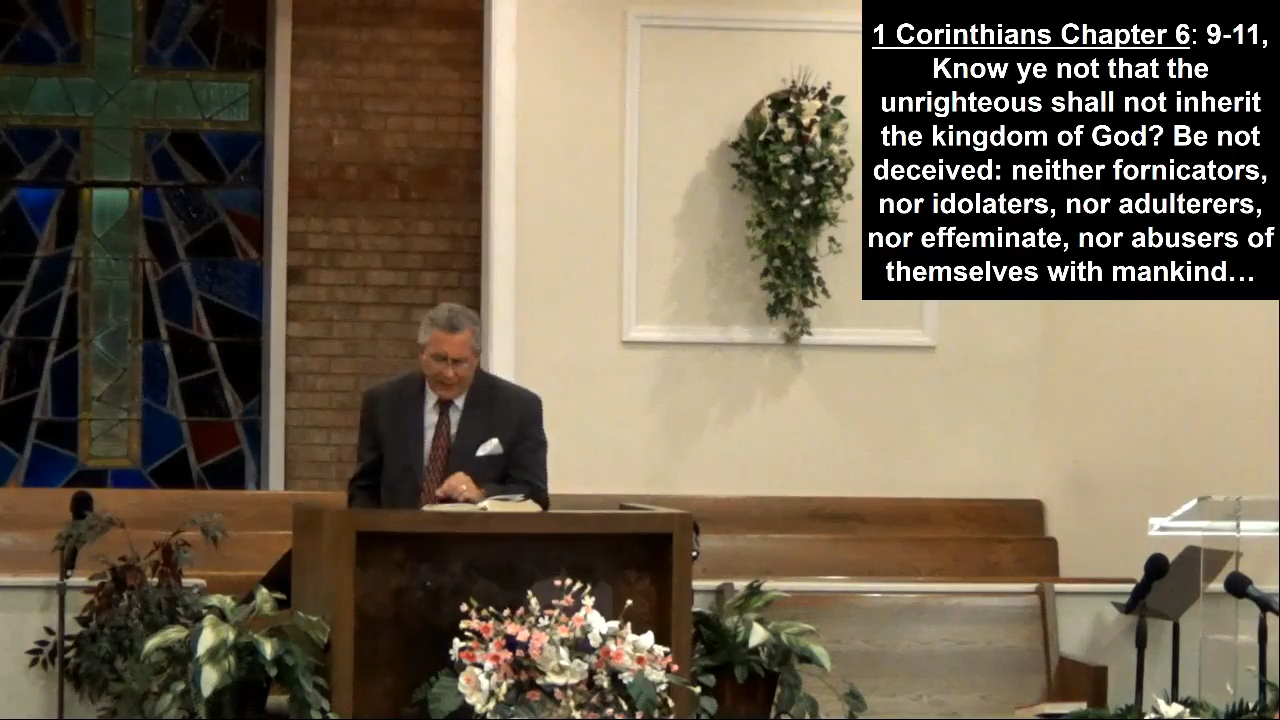 1 Corinthians Chapter 6: 9-11,
Know ye not that the
unrighteous shall not inherit
the kingdom of God? Be not
deceived: neither fornicators,
nor idolaters, nor adulterers,
nor effeminate, nor abusers of
themselves with mankind…